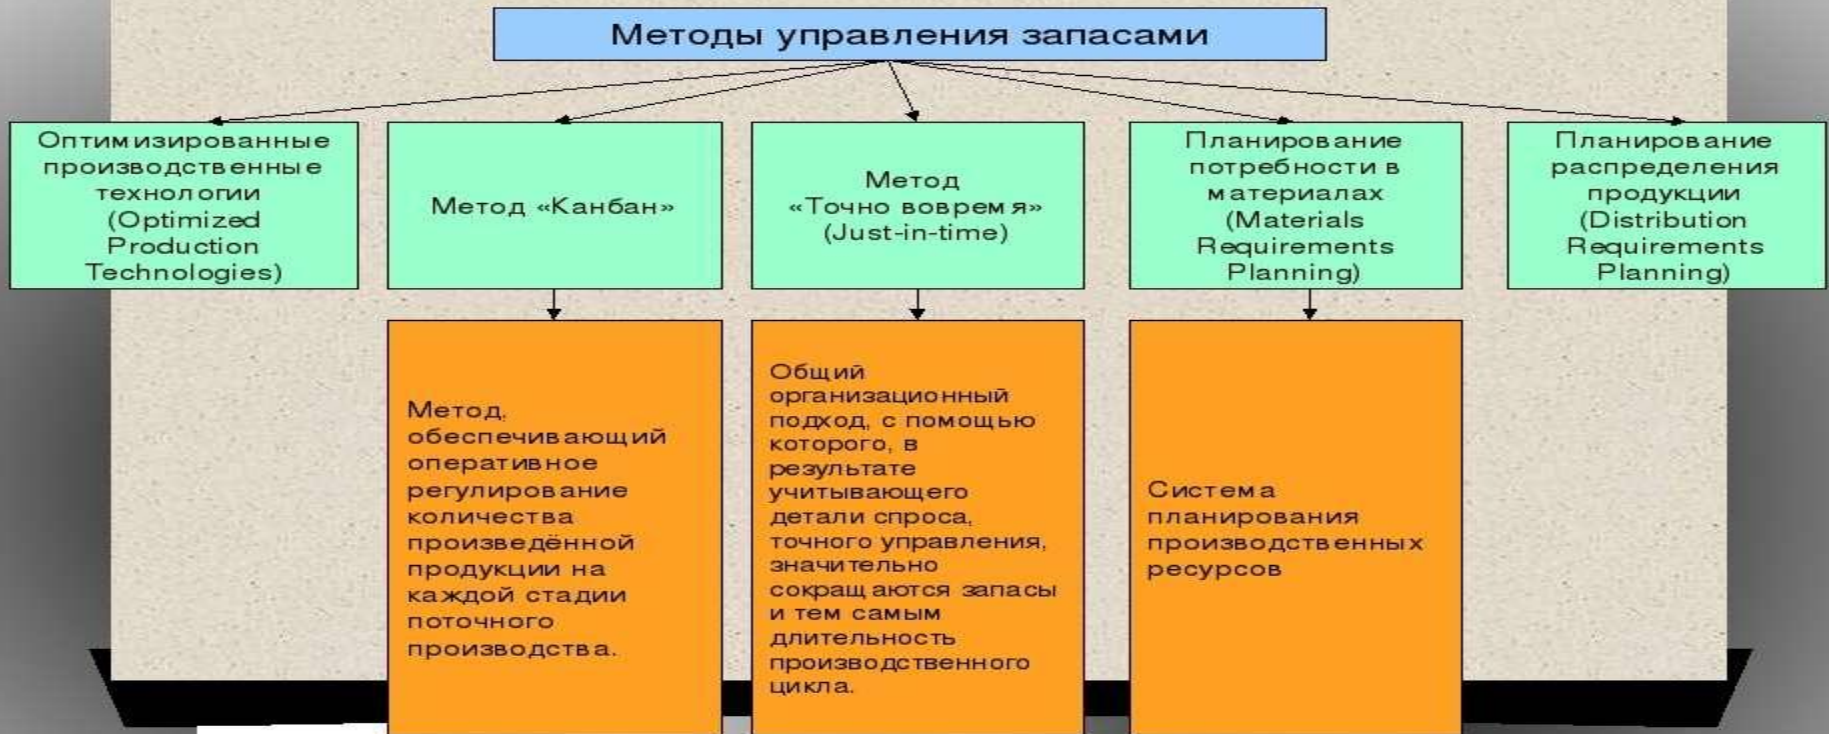 Методы управления запасами
Оптимизированные
производственные
технологии
(Optimized
Production
Technologies)
Метод «Канбан»
Метод
«Точно вовремя»
(Just-in-time)
Планирование
потребности в
материалах
(Materials
Requirements
Planning)
Планирование
распределения
продукции
(Distribution
Requirements
Planning)
Метод,
обеспечивающий
оперативное
регулирование
количества
произведённой
продукции на
каждой стадии
поточного
производства.
Общий
организационный
подход, с помощью
которого, в
результате
учитывающего
детали спроса,
точного управления,
значительно
сокращаются запасы
и тем самым
длительность
производственного
цикла.
Система
планирования
производственных
ресурсов